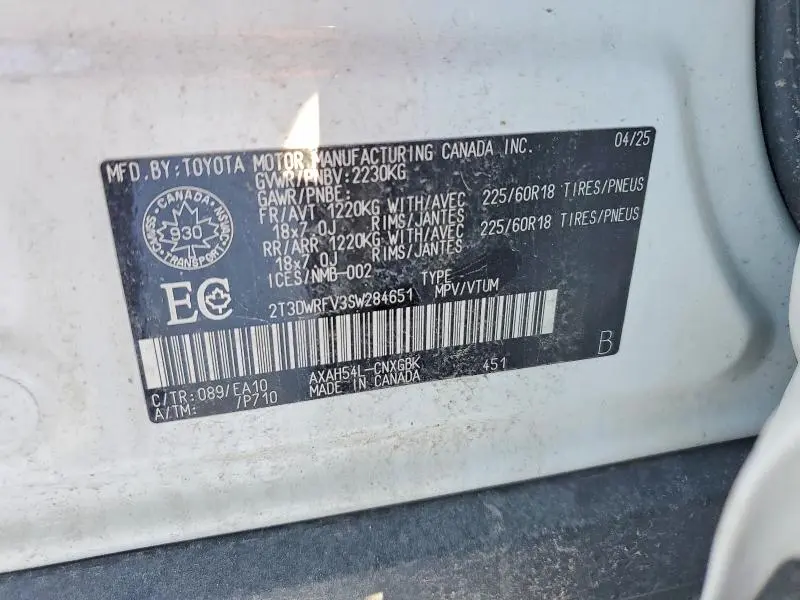 MFD.BY:TOYOTA MOTOR MANUFACTURING CANADA INC. 04/25
GVWR/PNBV:2230KG
GAWR/PNBE:
FR/AVT 1220KG WITH/AVEC 225/60R18 TIRES/PNEUS
18x7.0J RIMS/JANTES
RR/ARR 1220KG WITH/AVEC 225/60R18 TIRES/PNEUS
18x7.0J RIMS/JANTES
ICES/NMB-002 TYPE
2T3DWRFV3SW284651 MPV/VTUM
CANADA
930
TRANSPORT
EC
B
C/TR:089/EA10 AXAH54L-CNXGBK 451
A/TM: /P710 MADE IN CANADA